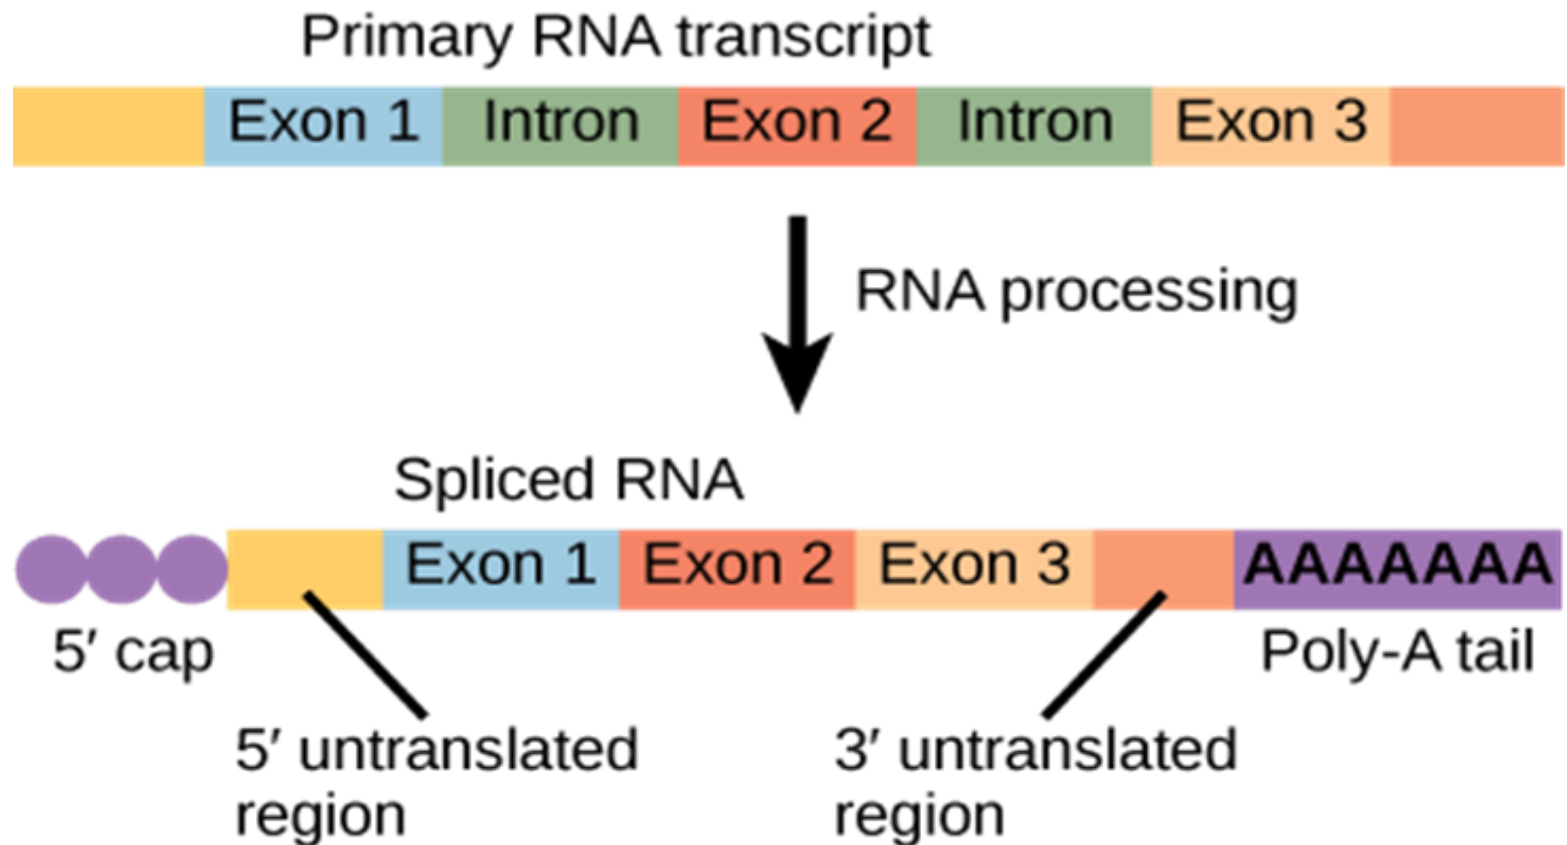 Primary RNA transcript
Exon 1 Intron Exon 2 Intron Exon 3
RNA processing
Spliced RNA
Exon 1 Exon 2 Exon 3 AAAAAAA
5′ cap
Poly-A tail
5′ untranslated
region
3′ untranslated
region